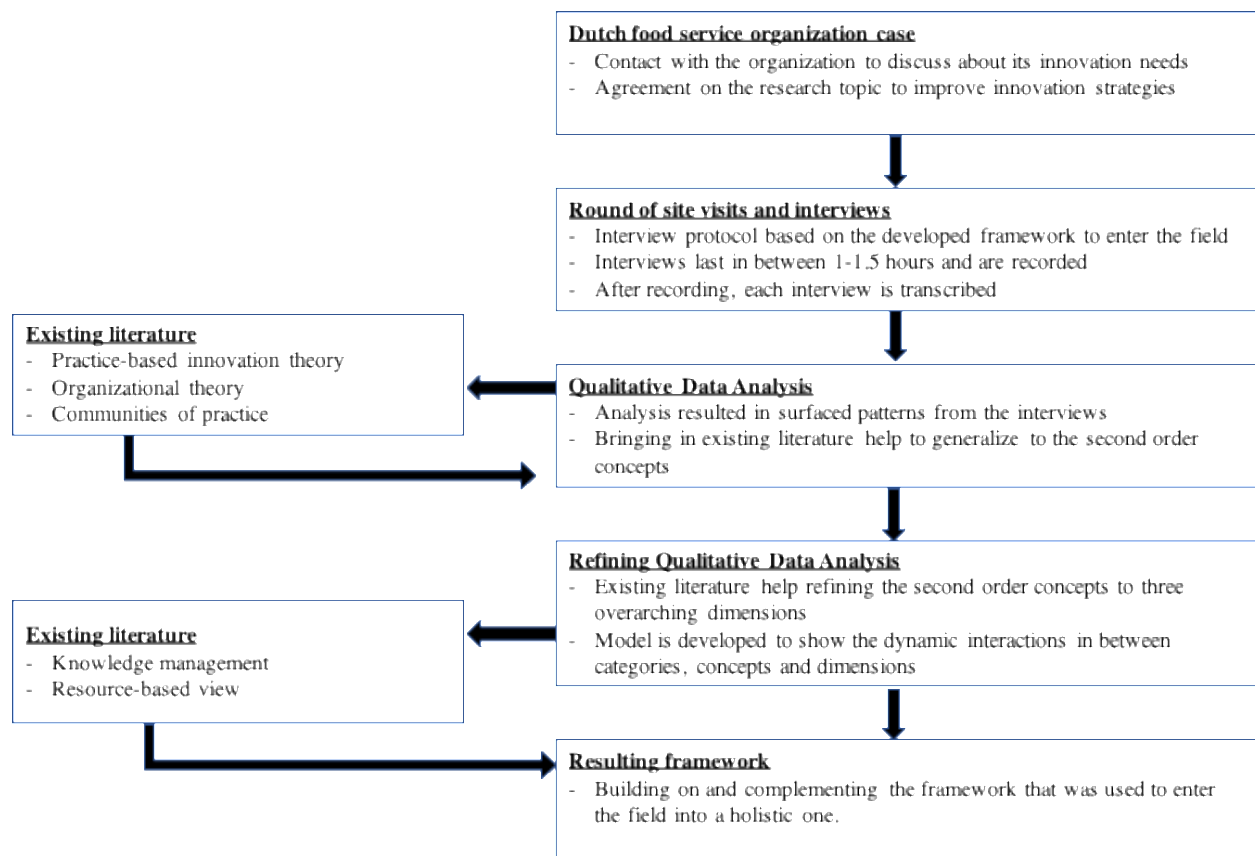 Dutch food service organization case
- Contact with the organization to discuss about its innovation needs
- Agreement on the research topic to improve innovation strategies
Round of site visits and interviews
- Interview protocol based on the developed framework to enter the field
- Interviews last in between 1-1.5 hours and are recorded
- After recording, each interview is transcribed
Existing literature
- Practice-based innovation theory
- Organizational theory
- Communities of practice
Qualitative Data Analysis
- Analysis resulted in surfaced patterns from the interviews
- Bringing in existing literature help to generalize to the second order
concepts
Refining Qualitative Data Analysis
- Existing literature help refining the second order concepts to three
overarching dimensions
- Model is developed to show the dynamic interactions in between
categories, concepts and dimensions
Existing literature
- Knowledge management
- Resource-based view
Resulting framework
- Building on and complementing the framework that was used to enter
the field into a holistic one.